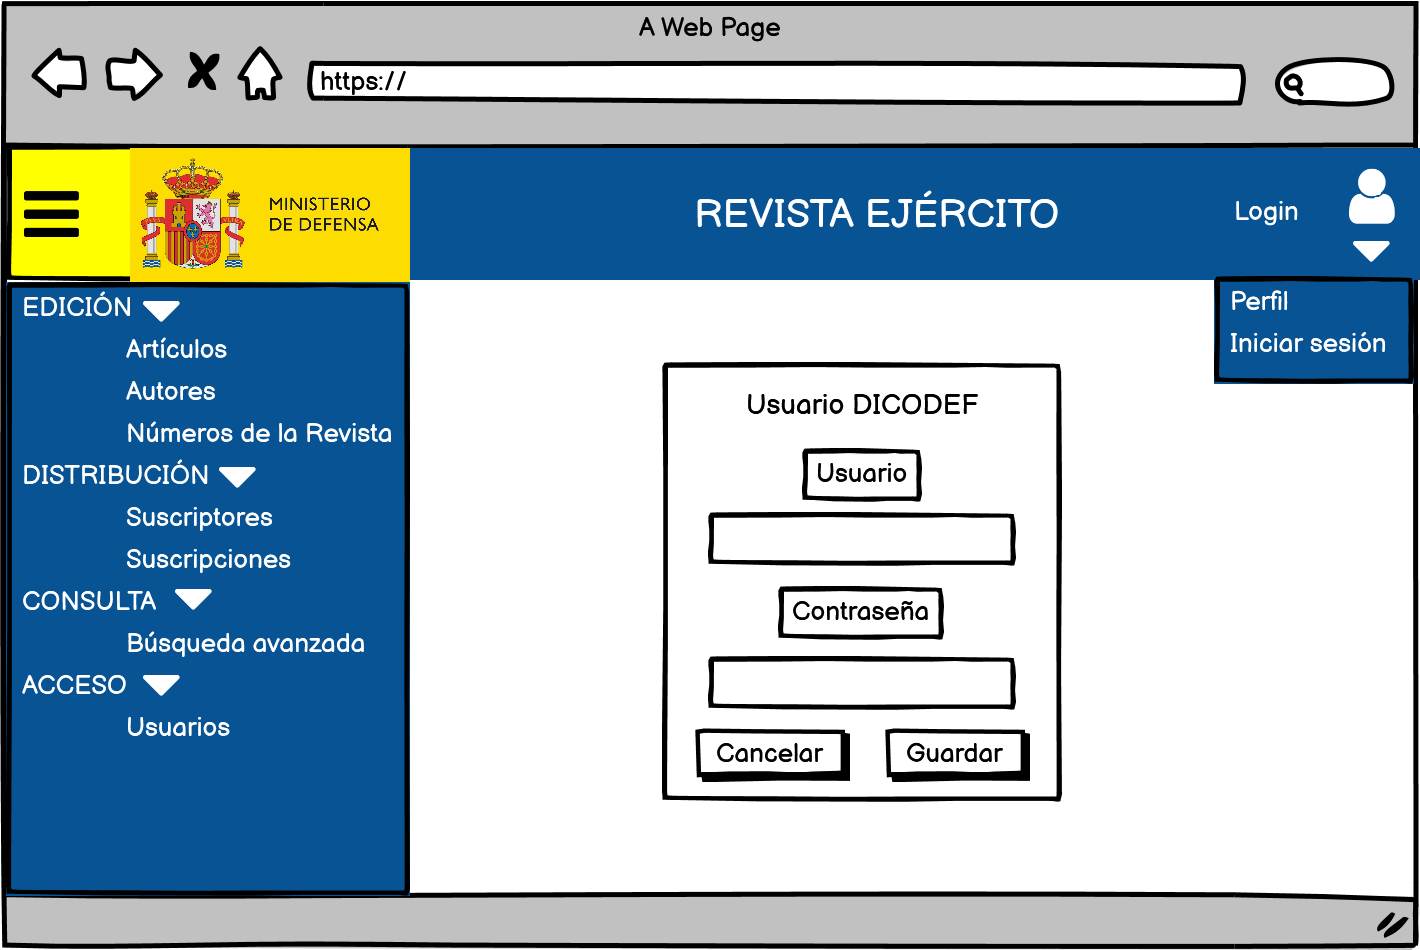 A Web Page
https://
MINISTERIO
DE DEFENSA
REVISTA EJÉRCITO
Login
Perfil
Iniciar sesión
EDICIÓN
Artículos
Autores
Números de la Revista
DISTRIBUCIÓN
Suscriptores
Suscripciones
CONSULTA
Búsqueda avanzada
ACCESO
Usuarios
Usuario DICODEF
Usuario
Contraseña
Cancelar
Guardar